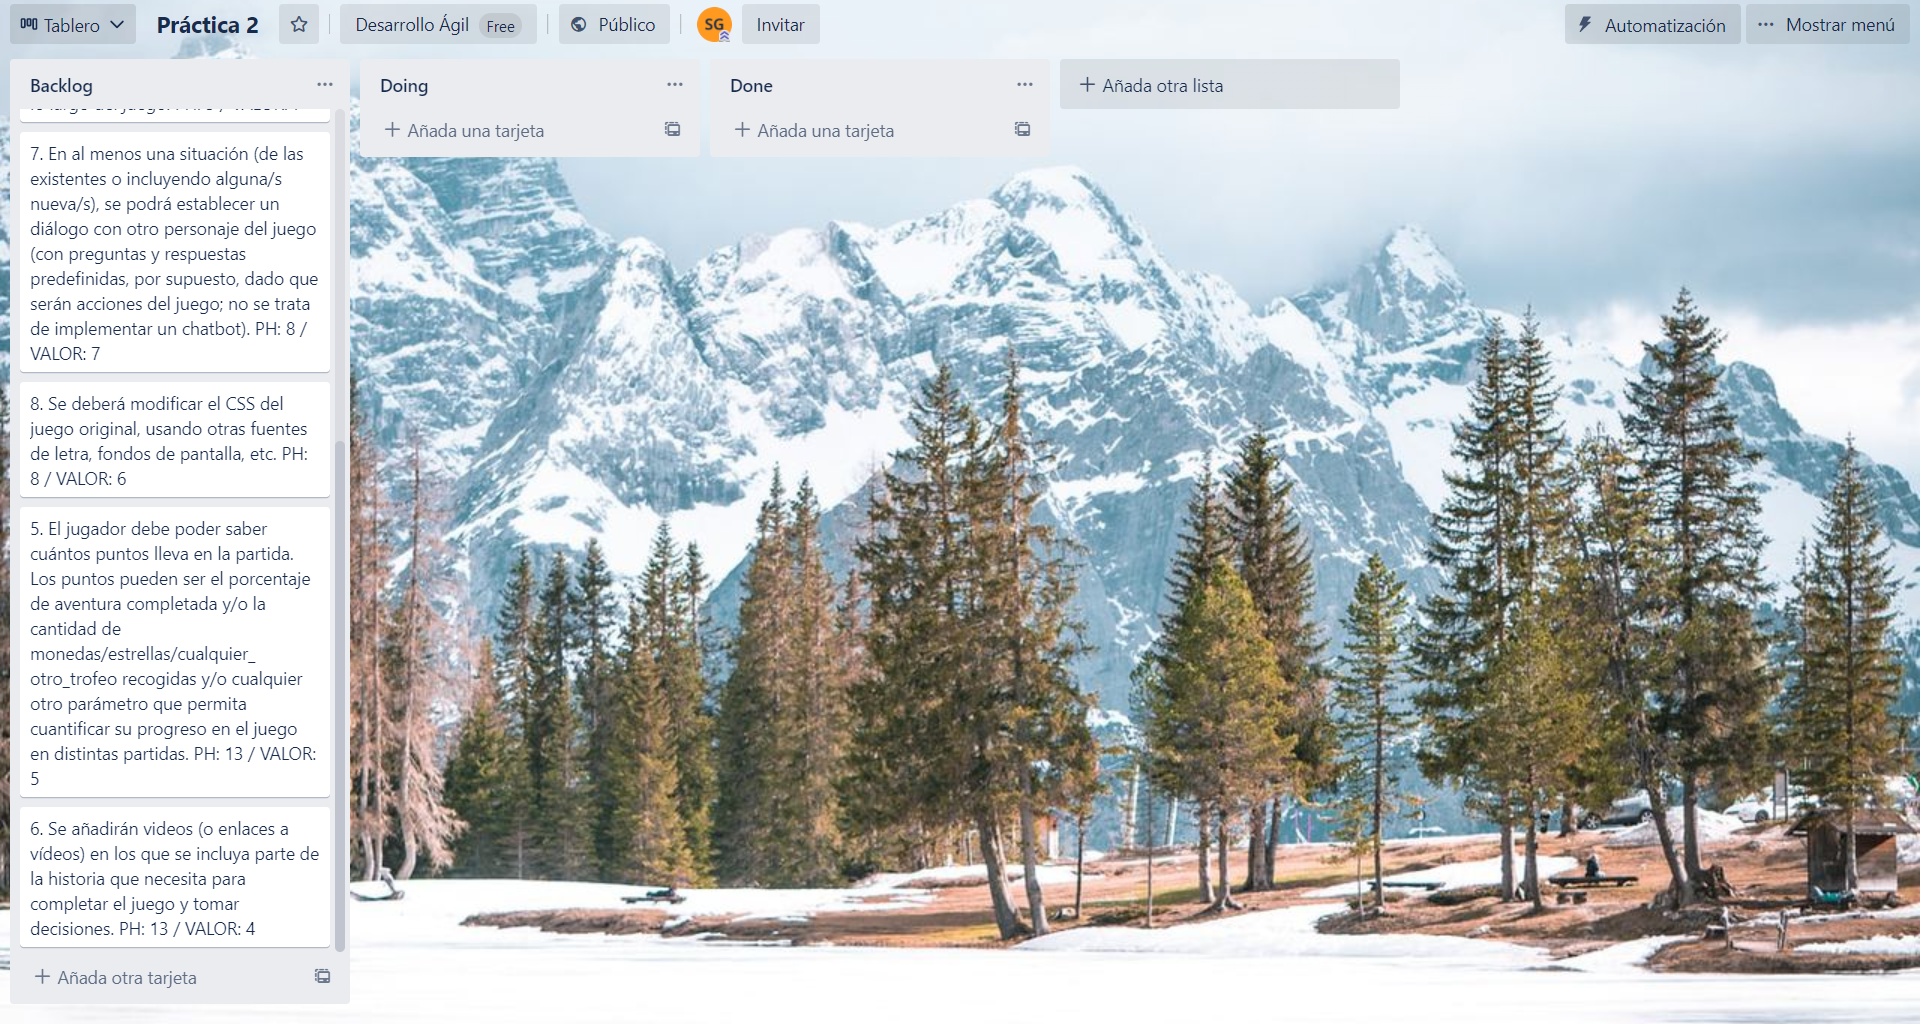 Tablero
Práctica 2
Desarrollo Ágil Free
Público
SG
Invitar
Automatización
Mostrar menú
Backlog
7. En al menos una situación (de las
existentes o incluyendo alguna/s
nueva/s), se podrá establecer un
diálogo con otro personaje del juego
(con preguntas y respuestas
predefinidas, por supuesto, dado que
serán acciones del juego; no se trata
de implementar un chatbot). PH: 8 /
VALOR: 7
8. Se deberá modificar el CSS del
juego original, usando otras fuentes
de letra, fondos de pantalla, etc. PH:
8 / VALOR: 6
5. El jugador debe poder saber
cuántos puntos lleva en la partida.
Los puntos pueden ser el porcentaje
de aventura completada y/o la
cantidad de
monedas/estrellas/cualquier_
otro_trofeo recogidas y/o cualquier
otro parámetro que permita
cuantificar su progreso en el juego
en distintas partidas. PH: 13 / VALOR:
5
6. Se añadirán videos (o enlaces a
vídeos) en los que se incluya parte de
la historia que necesita para
completar el juego y tomar
decisiones. PH: 13 / VALOR: 4
+ Añada otra tarjeta
Doing
+ Añada una tarjeta
Done
+ Añada una tarjeta
+ Añada otra lista